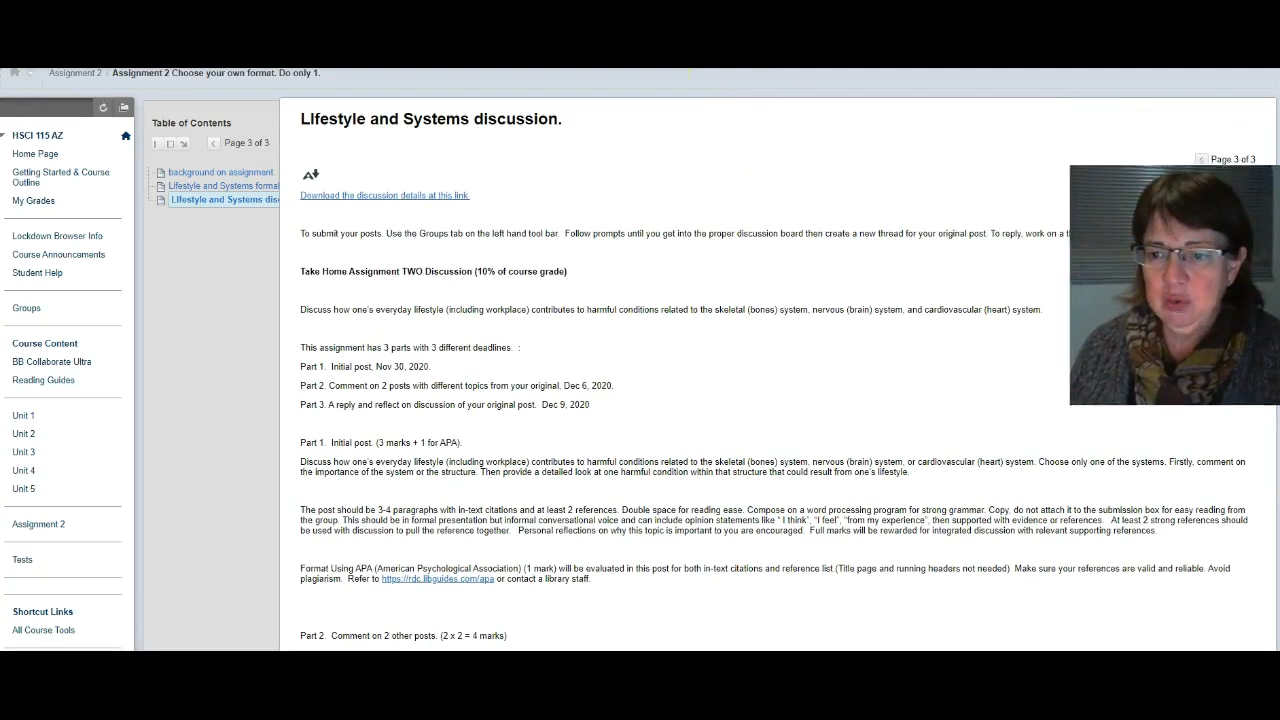 Assignment 2 Assignment 2 Choose your own format. Do only 1.
HSCI 115 AZ
Home Page
Getting Started & Course
Outline
My Grades
Lockdown Browser Info
Course Announcements
Student Help
Groups
Course Content
BB Collaborate Ultra
Reading Guides
Unit 1
Unit 2
Unit 3
Unit 4
Unit 5
Assignment 2
Tests
Shortcut Links
All Course Tools
Table of Contents
Page 3 of 3
background on assignment
Lifestyle and Systems formal
LIfestyle and Systems disc
LIfestyle and Systems discussion.
Page 3 of 3
Download the discussion details at this link.
To submit your posts. Use the Groups tab on the left hand tool bar. Follow prompts until you get into the proper discussion board then create a new thread for your original post. To reply, work on a
Take Home Assignment TWO Discussion (10% of course grade)
Discuss how one's everyday lifestyle (including workplace) contributes to harmful conditions related to the skeletal (bones) system, nervous (brain) system, and cardiovascular (heart) system.
This assignment has 3 parts with 3 different deadlines. :
Part 1. Initial post, Nov 30, 2020.
Part 2. Comment on 2 posts with different topics from your original, Dec 6, 2020.
Part 3. A reply and reflect on discussion of your original post. Dec 9, 2020
Part 1. Initial post. (3 marks + 1 for APA).
Discuss how one's everyday lifestyle (including workplace) contributes to harmful conditions related to the skeletal (bones) system, nervous (brain) system, or cardiovascular (heart) system. Choose only one of the systems. Firstly, comment on
the importance of the system or the structure. Then provide a detailed look at one harmful condition within that structure that could result from one's lifestyle.
The post should be 3-4 paragraphs with in-text citations and at least 2 references. Double space for reading ease. Compose on a word processing program for strong grammar. Copy, do not attach it to the submission box for easy reading from
the group. This should be in formal presentation but informal conversational voice and can include opinion statements like " I think", "I feel", "from my experience", then supported with evidence or references. At least 2 strong references should
be used with discussion to pull the reference together. Personal reflections on why this topic is important to you are encouraged. Full marks will be rewarded for integrated discussion with relevant supporting references.
Format Using APA (American Psychological Association) (1 mark) will be evaluated in this post for both in-text citations and reference list.(Title page and running headers not needed) Make sure your references are valid and reliable. Avoid
plagiarism. Refer to https://rdc.libguides.com/apa or contact a library staff.
Part 2. Comment on 2 other posts. (2 x 2 = 4 marks)